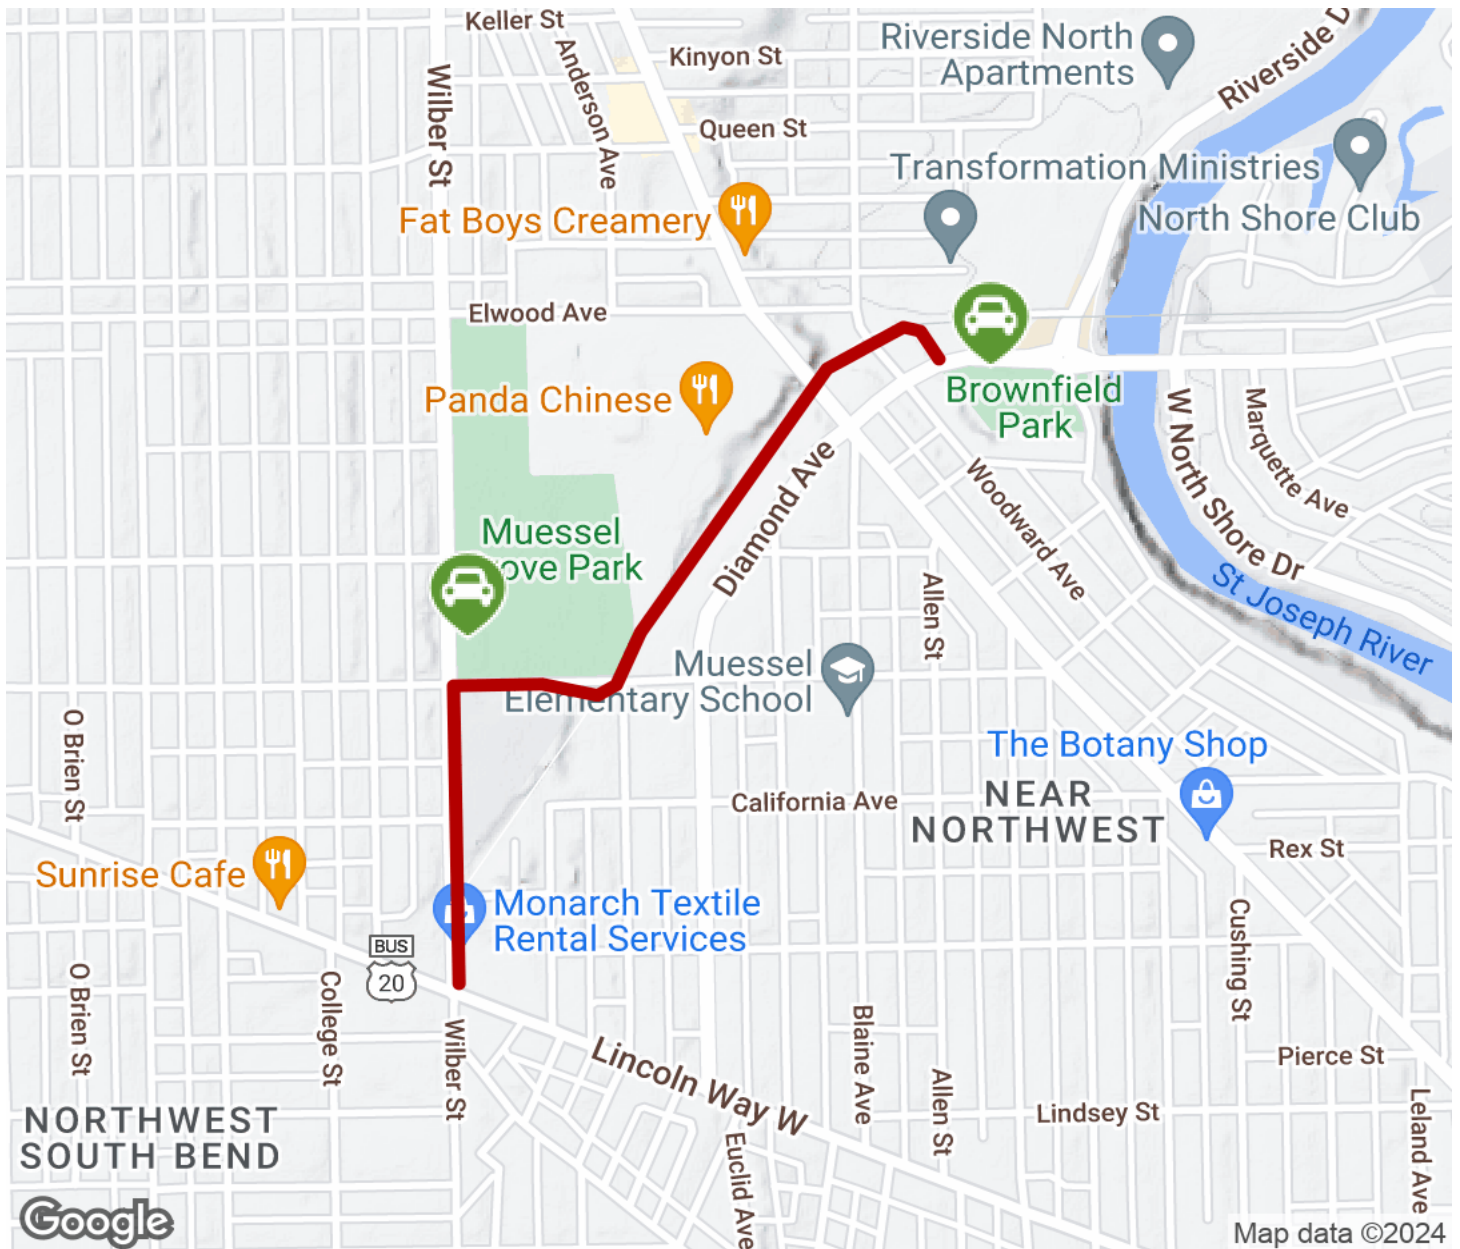 Keller St
Kinyon St
Riverside North
Apartments
Riverside D
Wilber St
Anderson Ave
Queen St
Transformation Ministries
Fat Boys Creamery
North Shore Club
Elwood Ave
Panda Chinese
Brownfield
Park
W North Shore Dr
Marquette Ave
Diamond Ave
Woodward Ave
Muessel
ove Park
Allen St
St Joseph River
Muessel
Elementary School
O Brien St
The Botany Shop
California Ave
NEAR
NORTHWEST
Rex St
Sunrise Cafe
Monarch Textile
Rental Services
BUS
20
Cushing St
O Brien St
College St
Wilber St
Lincoln Way W
Blaine Ave
Allen St
Pierce St
Lindsey St
Leland Ave
NORTHWEST
SOUTH BEND
Euclid Ave
Google
Map data ©2024